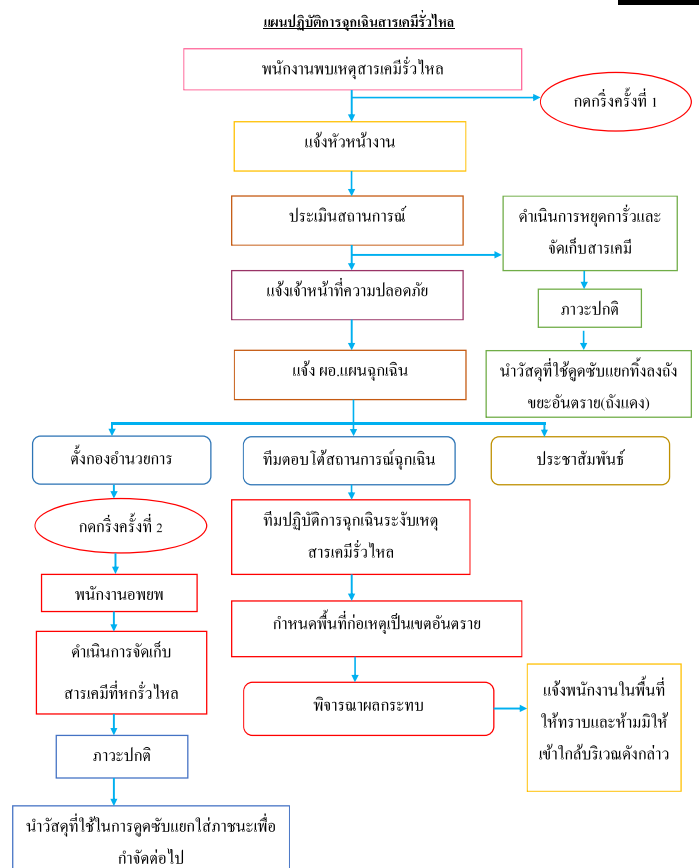 แผนปฏิบัติการฉุกเฉินสารเคมีรั่วไหล
พนักงานพบเหตุสารเคมีรั่วไหล
กดกริ่งครั้งที่ 1
แจ้งหัวหน้างาน
ประเมินสถานการณ์
ดำเนินการหยุดการั่วและ
จัดเก็บสารเคมี
แจ้งเจ้าหน้าที่ความปลอดภัย
ภาวะปกติ
แจ้ง ผอ.แผนฉุกเฉิน
นำวัสดุที่ใช้ดูดซับแยกทิ้งลงถัง
ขยะอันตราย(ถังแดง)
ตั้งกองอำนวยการ
ทีมตอบโต้สถานการณ์ฉุกเฉิน
ประชาสัมพันธ์
กดกริ่งครั้งที่ 2
ทีมปฏิบัติการฉุกเฉินระงับเหตุ
สารเคมีรั่วไหล
พนักงานอพยพ
กำหนดพื้นที่ก่อเหตุเป็นเขตอันตราย
ดำเนินการจัดเก็บ
สารเคมีที่หกรั่วไหล
พิจารณาผลกระทบ
แจ้งพนักงานในพื้นที่
ให้ทราบและห้ามมิให้
เข้าใกล้บริเวณดังกล่าว
ภาวะปกติ
นำวัสดุที่ใช้ในการดูดซับแยกใส่ภาชนะเพื่อ
กำจัดต่อไป